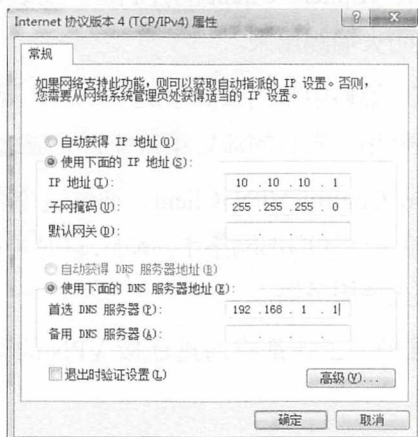 Internet 协议版本 4 (TCP/IPv4) 属性
常规
如果网络支持此功能，则可以获取自动指派的 IP 设置。否则，
您需要从网络系统管理员处获得适当的 IP 设置。
自动获得 IP 地址(O)
使用下面的 IP 地址(S):
IP 地址(I): 10 . 10 . 10 . 1
子网掩码(U): 255 .255 .255 . 0
默认网关(D): . . .
自动获得 DNS 服务器地址(B)
使用下面的 DNS 服务器地址(E):
首选 DNS 服务器(P): 192 .168 . 1 . 1
备用 DNS 服务器(A): . . .
退出时验证设置(L)
高级(V)...
确定 取消